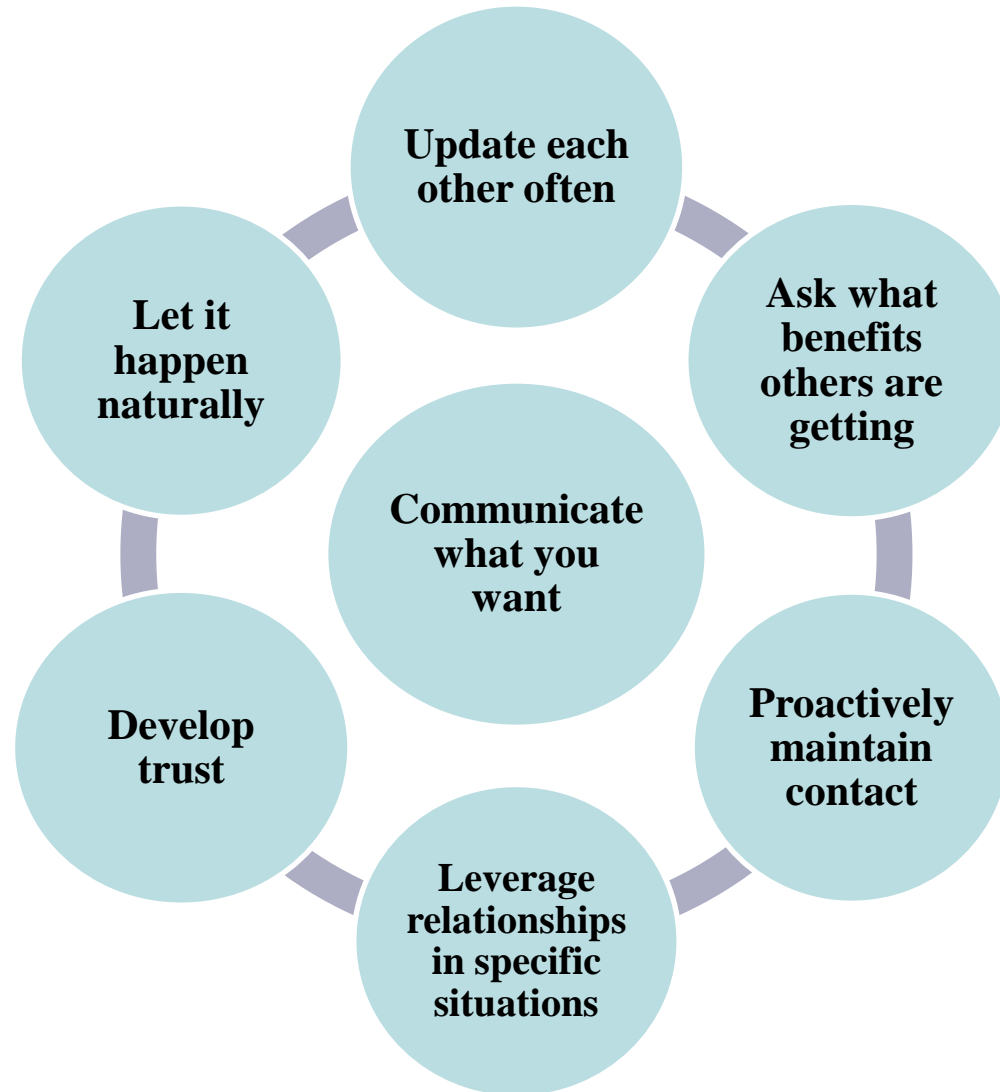 Update each
other often
Ask what
benefits
others are
getting
Proactively
maintain
contact
Leverage
relationships
in specific
situations
Develop
trust
Let it
happen
naturally
Communicate
what you
want